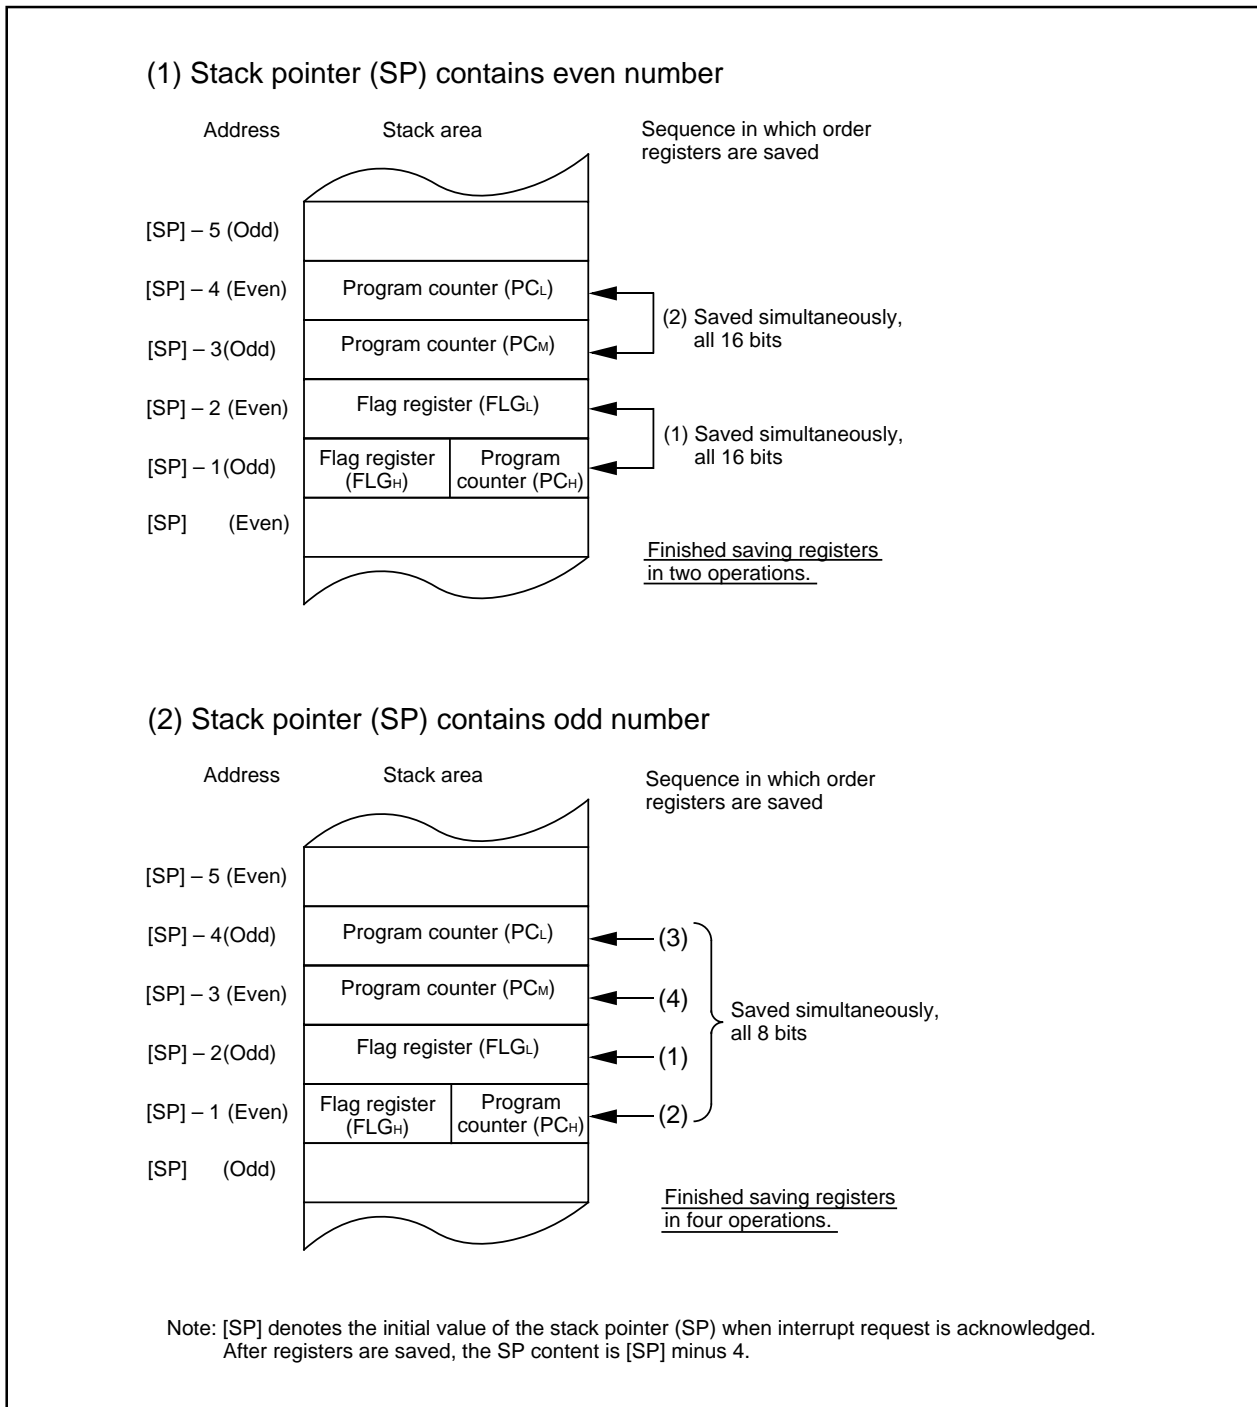 (1) Stack pointer (SP) contains even number
Address
Stack area
Sequence in which order
registers are saved
[SP] – 5 (Odd)
[SP] – 4 (Even)
Program counter (PCL)
[SP] – 3(Odd)
Program counter (PCM)
(2) Saved simultaneously,
all 16 bits
[SP] – 2 (Even)
Flag register (FLGL)
[SP] – 1(Odd)
Flag register
(FLGH)
Program
counter (PCH)
(1) Saved simultaneously,
all 16 bits
[SP] (Even)
Finished saving registers
in two operations.
(2) Stack pointer (SP) contains odd number
Address
Stack area
Sequence in which order
registers are saved
[SP] – 5 (Even)
[SP] – 4(Odd)
Program counter (PCL)
(3)
[SP] – 3 (Even)
Program counter (PCM)
(4)
Saved simultaneously,
all 8 bits
[SP] – 2(Odd)
Flag register (FLGL)
(1)
[SP] – 1 (Even)
Flag register
(FLGH)
Program
counter (PCH)
(2)
[SP] (Odd)
Finished saving registers
in four operations.
Note: [SP] denotes the initial value of the stack pointer (SP) when interrupt request is acknowledged.
After registers are saved, the SP content is [SP] minus 4.